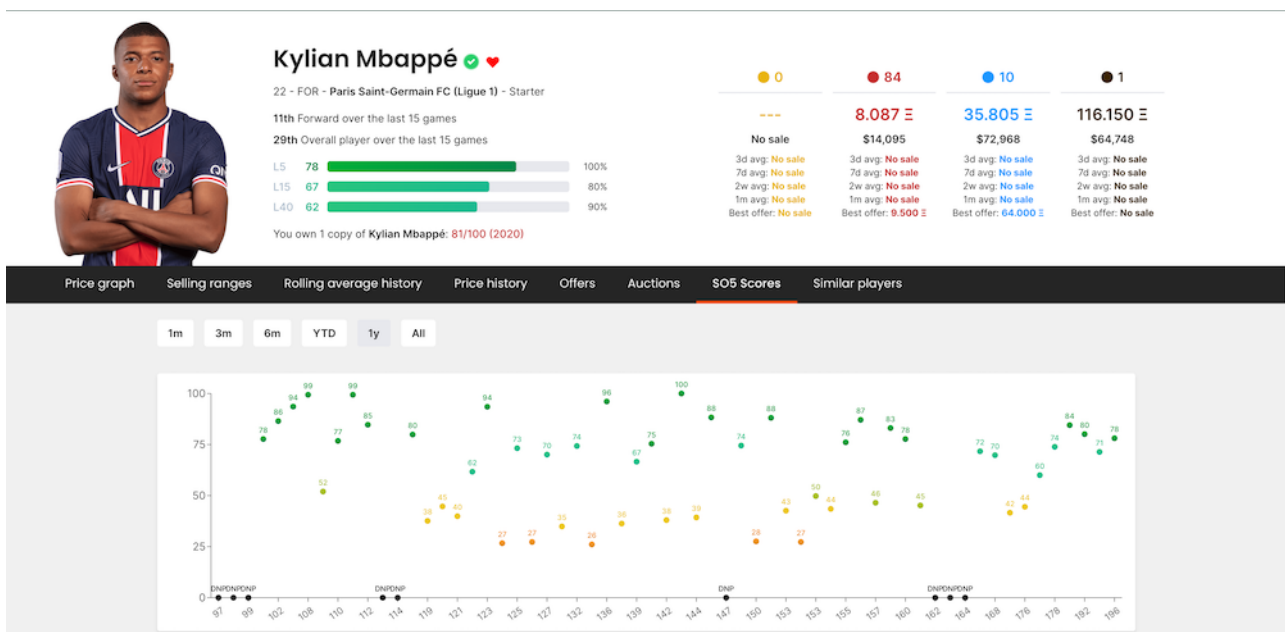 Kylian Mbappé
22 - FOR - Paris Saint-Germain FC (Ligue 1) - Starter
11th Forward over the last 15 games
29th Overall player over the last 15 games
L5 78 100%
L15 67 80%
L40 62 90%
You own 1 copy of Kylian Mbappé: 81/100 (2020)
0
---
No sale
3d avg: No sale
7d avg: No sale
2w avg: No sale
1m avg: No sale
Best offer: No sale
84
8.087 Ξ
$14,095
3d avg: No sale
7d avg: No sale
2w avg: No sale
1m avg: No sale
Best offer: 9.500 Ξ
10
35.805 Ξ
$72,968
3d avg: No sale
7d avg: No sale
2w avg: No sale
1m avg: No sale
Best offer: 64.000 Ξ
1
116.150 Ξ
$64,748
3d avg: No sale
7d avg: No sale
2w avg: No sale
1m avg: No sale
Best offer: No sale
Price graph Selling ranges Rolling average history Price history Offers Auctions SO5 Scores Similar players
1m 3m 6m YTD 1y All
100
75
50
25
0
DNP DNP DNP 78 86 94 99 52 77 99 85 DNP DNP 80 38 45 40 62 94 27 73 27 70 35 74 26 96 36 67 75 38 100 39 88 DNP 74 28 88 43 27 50 44 76 87 46 83 78 45 DNP DNP DNP 72 70 42 44 60 74 84 80 71 78
97 99 102 108 110 112 114 119 121 123 125 127 132 136 139 142 144 147 150 153 153 155 157 160 162 164 168 176 178 192 196